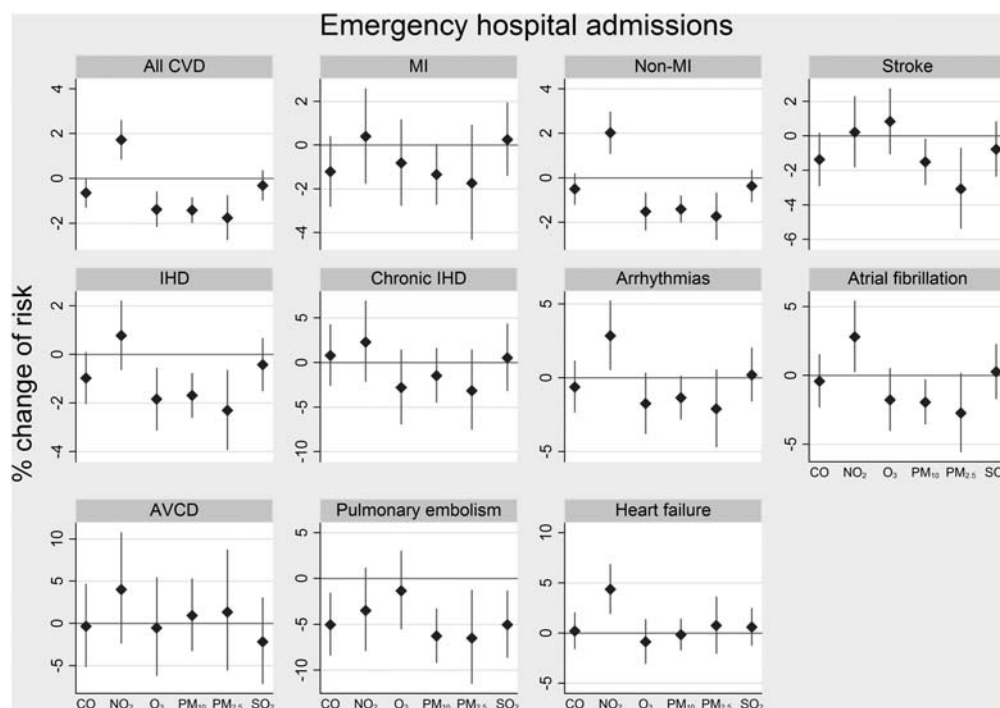 Emergency hospital admissions
% change of risk
All CVD
4
2
0
-2
MI
2
0
-2
-4
Non-MI
4
2
0
-2
Stroke
2
0
-2
-4
-6
IHD
2
0
-2
-4
Chronic IHD
5
0
-5
-10
Arrhythmias
5
0
-5
Atrial fibrillation
5
0
-5
CO NO₂ O₃ PM₁₀ PM₂.₅ SO
AVCD
10
5
0
-5
CO NO₂ O₃ PM₁₀ PM₂.₅ SO₂
Pulmonary embolism
5
0
-5
-10
CO NO₂ O₃ PM₁₀ PM₂.₅ SO₂
Heart failure
10
5
0
-5
CO NO₂ O₃ PM₁₀ PM₂.₅ SO₂